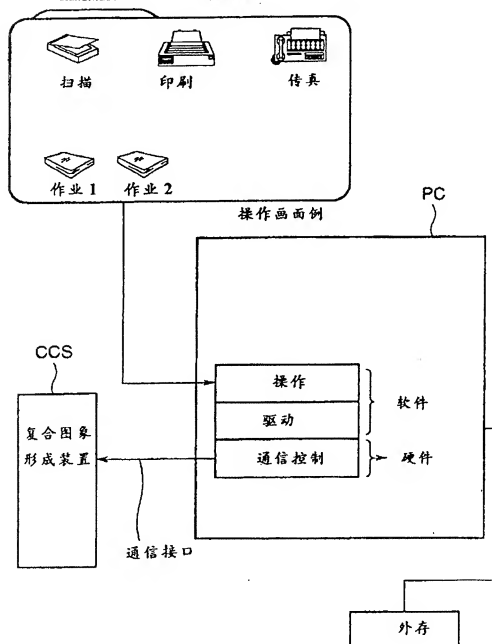 扫描 印刷 传真
作业1 作业2
操作画面例
PC
CCS
操作
驱动
软件
复合图象
形成装置
通信控制
硬件
通信接口
外存